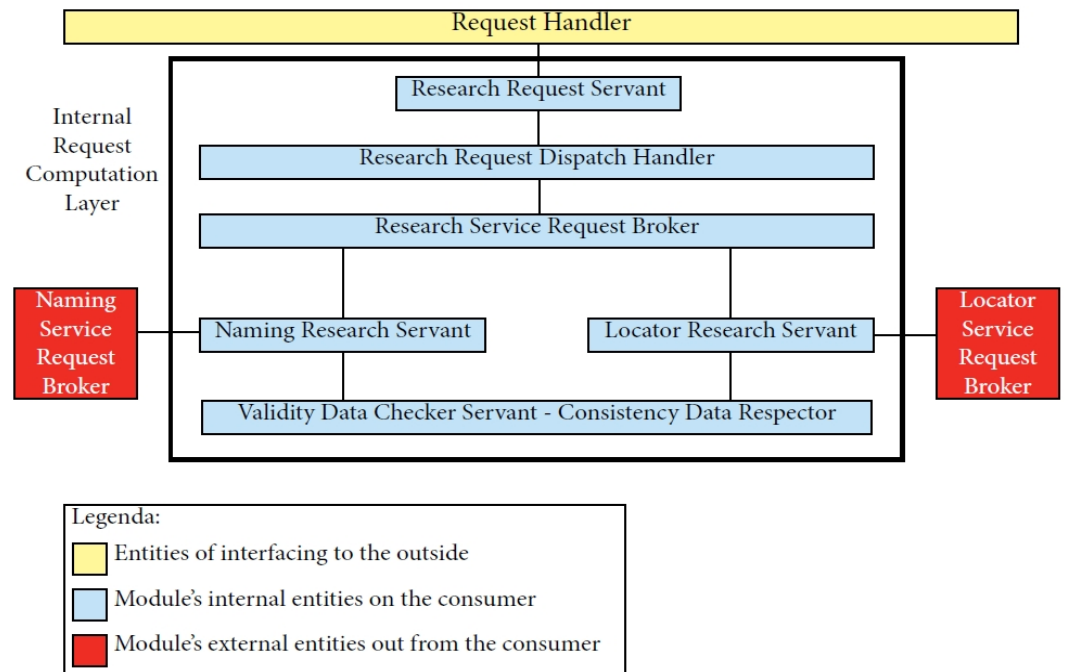 Request Handler
Research Request Servant
Internal
Request
Computation
Layer
Research Request Dispatch Handler
Research Service Request Broker
Naming
Service
Request
Broker
Naming Research Servant
Locator Research Servant
Locator
Service
Request
Broker
Validity Data Checker Servant - Consistency Data Respector
Legenda:
Entities of interfacing to the outside
Module's internal entities on the consumer
Module's external entities out from the consumer